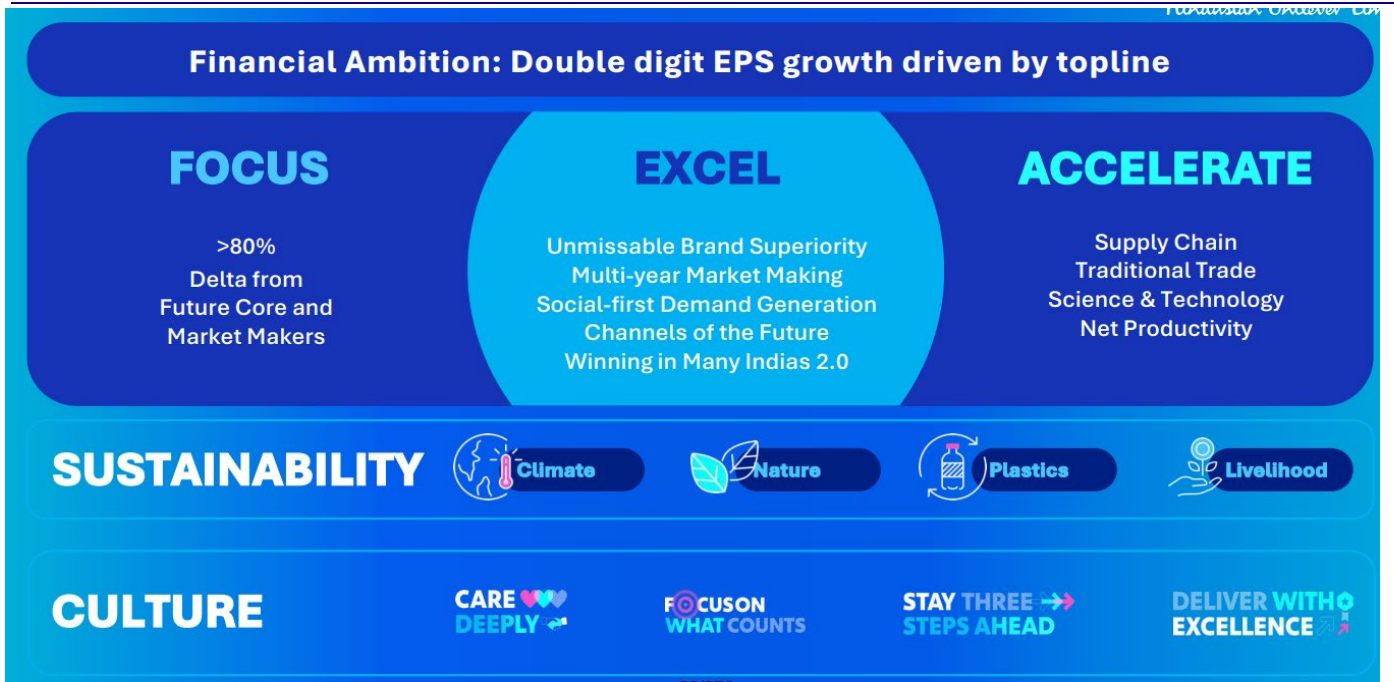 Hindustan Unilever
Financial Ambition: Double digit EPS growth driven by topline
FOCUS
>80%
Delta from
Future Core and
Market Makers
EXCEL
Unmissable Brand Superiority
Multi-year Market Making
Social-first Demand Generation
Channels of the Future
Winning in Many Indias 2.0
ACCELERATE
Supply Chain
Traditional Trade
Science & Technology
Net Productivity
SUSTAINABILITY
Climate
Nature
Plastics
Livelihood
CULTURE
CARE
DEEPLY
FOCUS ON
WHAT COUNTS
STAY THREE
STEPS AHEAD
DELIVER WITH
EXCELLENCE